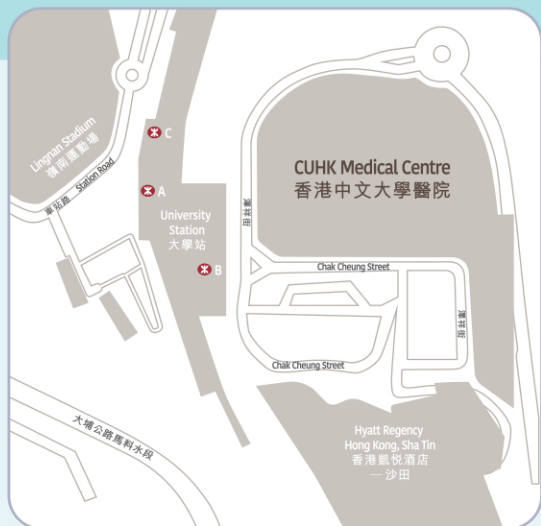 Lingnan Stadium
嶺南運動場
車站路 Station Road
C
A
University
Station
大學站
B
CUHK Medical Centre
香港中文大學醫院
澤祥街
Chak Cheung Street
澤祥街
Chak Cheung Street
大埔公路馬料水段
Hyatt Regency
Hong Kong, Sha Tin
香港凱悅酒店
—沙田